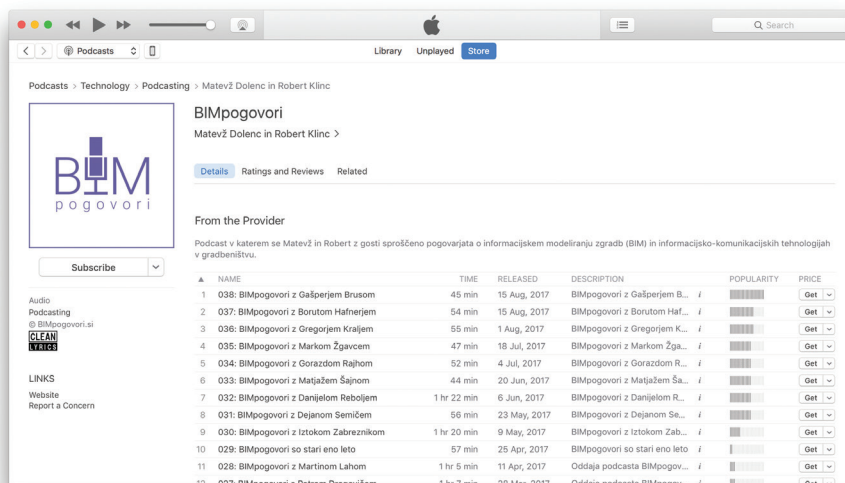 Search
Podcasts
Library Unplayed Store
Podcasts > Technology > Podcasting > Matevž Dolenc in Robert Klinc
BIM
pogovori
BIMpogovori
Matevž Dolenc in Robert Klinc >
Details Ratings and Reviews Related
From the Provider
Podcast v katerem se Matevž in Robert z gosti sproščeno pogovarjata o informacijskem modeliranju zgradb (BIM) in informacijsko-komunikacijskih tehnologijah
v gradbeništvu.
Subscribe
Audio
Podcasting
© BIMpogovori.si
CLEAN
LYRICS
LINKS
Website
Report a Concern
NAME TIME RELEASED DESCRIPTION POPULARITY PRICE
1 038: BIMpogovori z Gašperjem Brusom 45 min 15 Aug, 2017 BIMpogovori z Gašperjem B... i Get
2 037: BIMpogovori z Borutom Hafnerjem 54 min 15 Aug, 2017 BIMpogovori z Borutom Haf... i Get
3 036: BIMpogovori z Gregorjem Kraljem 55 min 1 Aug, 2017 BIMpogovori z Gregorjem K... i Get
4 035: BIMpogovori z Markom Žgavcem 47 min 18 Jul, 2017 BIMpogovori z Markom Žga... i Get
5 034: BIMpogovori z Gorazdom Rajhom 52 min 4 Jul, 2017 BIMpogovori z Gorazdom R... i Get
6 033: BIMpogovori z Matjažem Šajnom 44 min 20 Jun, 2017 BIMpogovori z Matjažem Ša... i Get
7 032: BIMpogovori z Danijelom Reboljem 1 hr 22 min 6 Jun, 2017 BIMpogovori z Danijelom R... i Get
8 031: BIMpogovori z Dejanom Semičem 56 min 23 May, 2017 BIMpogovori z Dejanom Se... i Get
9 030: BIMpogovori z Iztokom Zabreznikom 1 hr 20 min 9 May, 2017 BIMpogovori z Iztokom Zab... i Get
10 029: BIMpogovori so stari eno leto 57 min 25 Apr, 2017 BIMpogovori so stari eno leto i Get
11 028: BIMpogovori z Martinom Lahom 1 hr 5 min 11 Apr, 2017 Oddaja podcasta BIMpogov... i Get